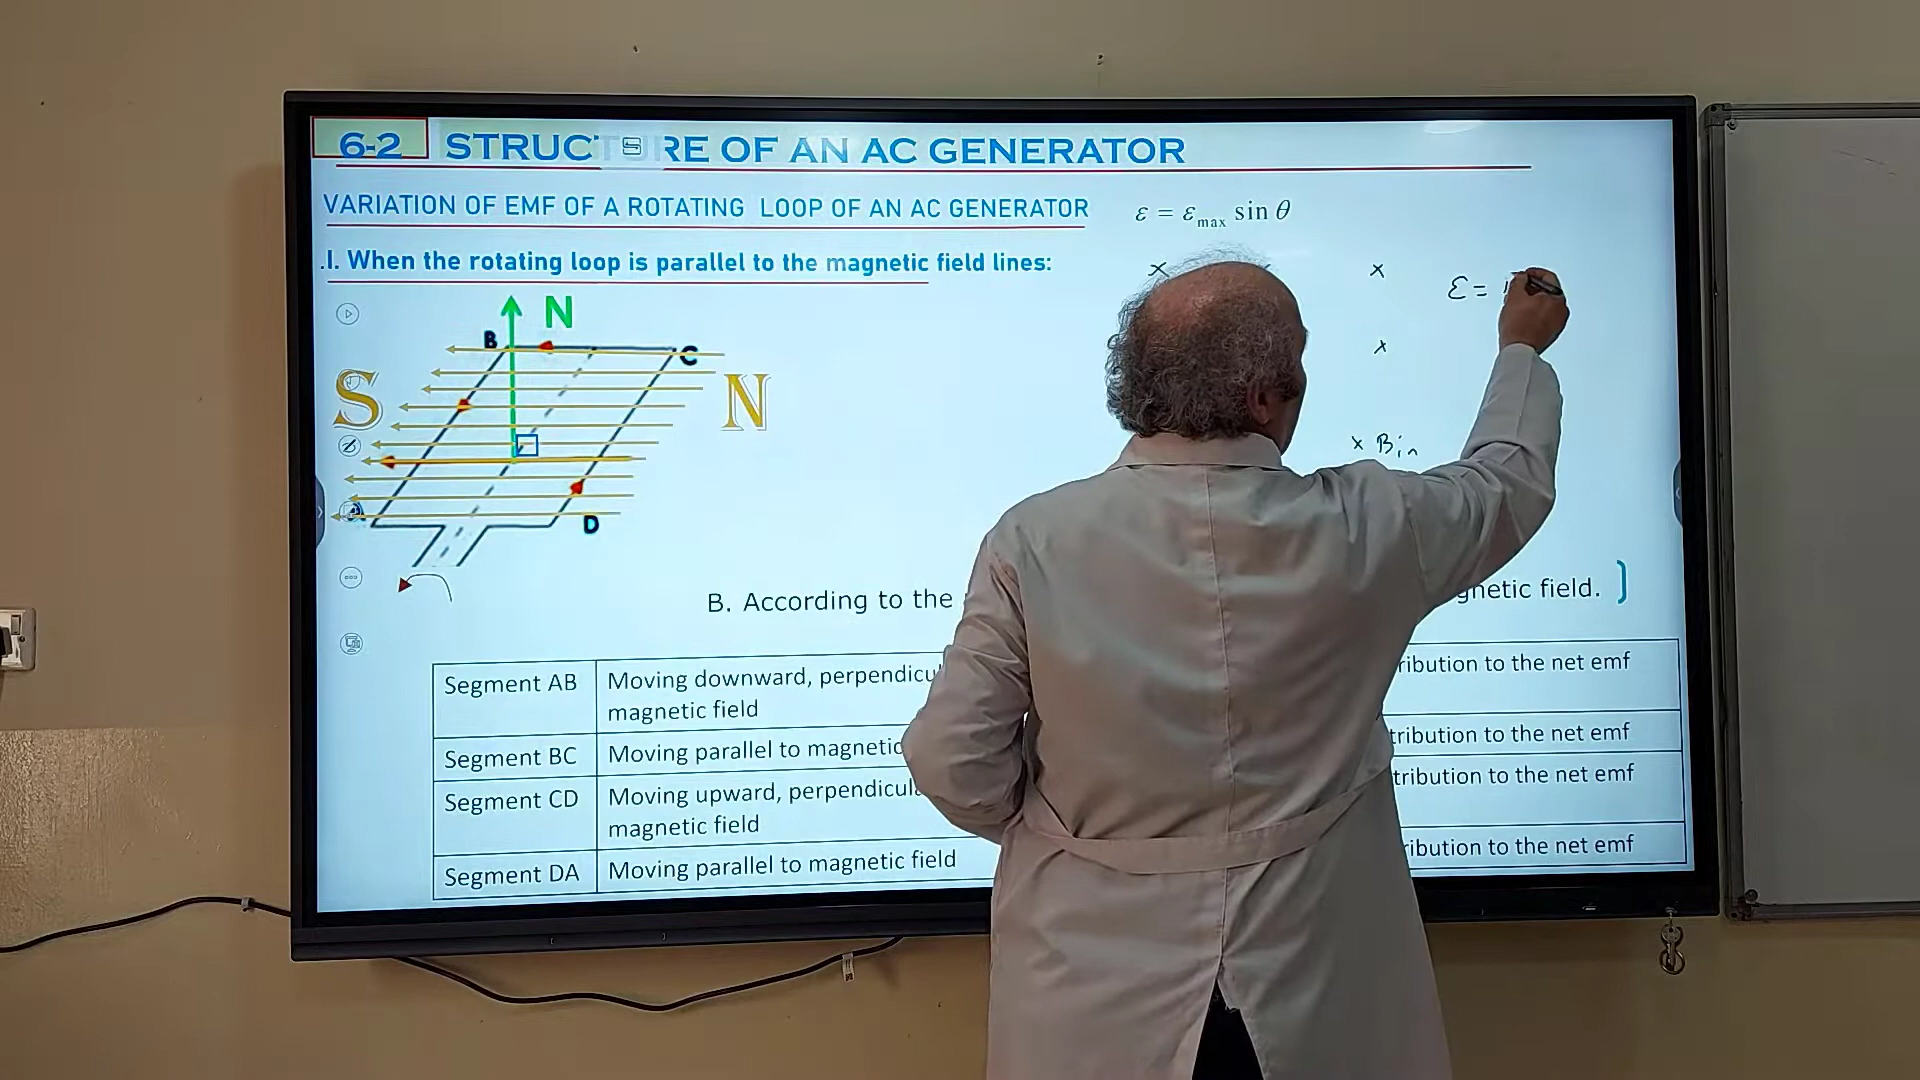 6-2 STRUCTURE OF AN AC GENERATOR
VARIATION OF EMF OF A ROTATING LOOP OF AN AC GENERATOR
ε = εmax sin θ
.I. When the rotating loop is parallel to the magnetic field lines:
x x
ε =
x
x Bin
N
B
C
S
N
D
B. According to the
gnetic field.
Segment AB
Moving downward, perpendicu
magnetic field
ribution to the net emf
Segment BC
Moving parallel to magnetic
tribution to the net emf
Segment CD
Moving upward, perpendicul
magnetic field
tribution to the net emf
Segment DA
Moving parallel to magnetic field
ribution to the net emf